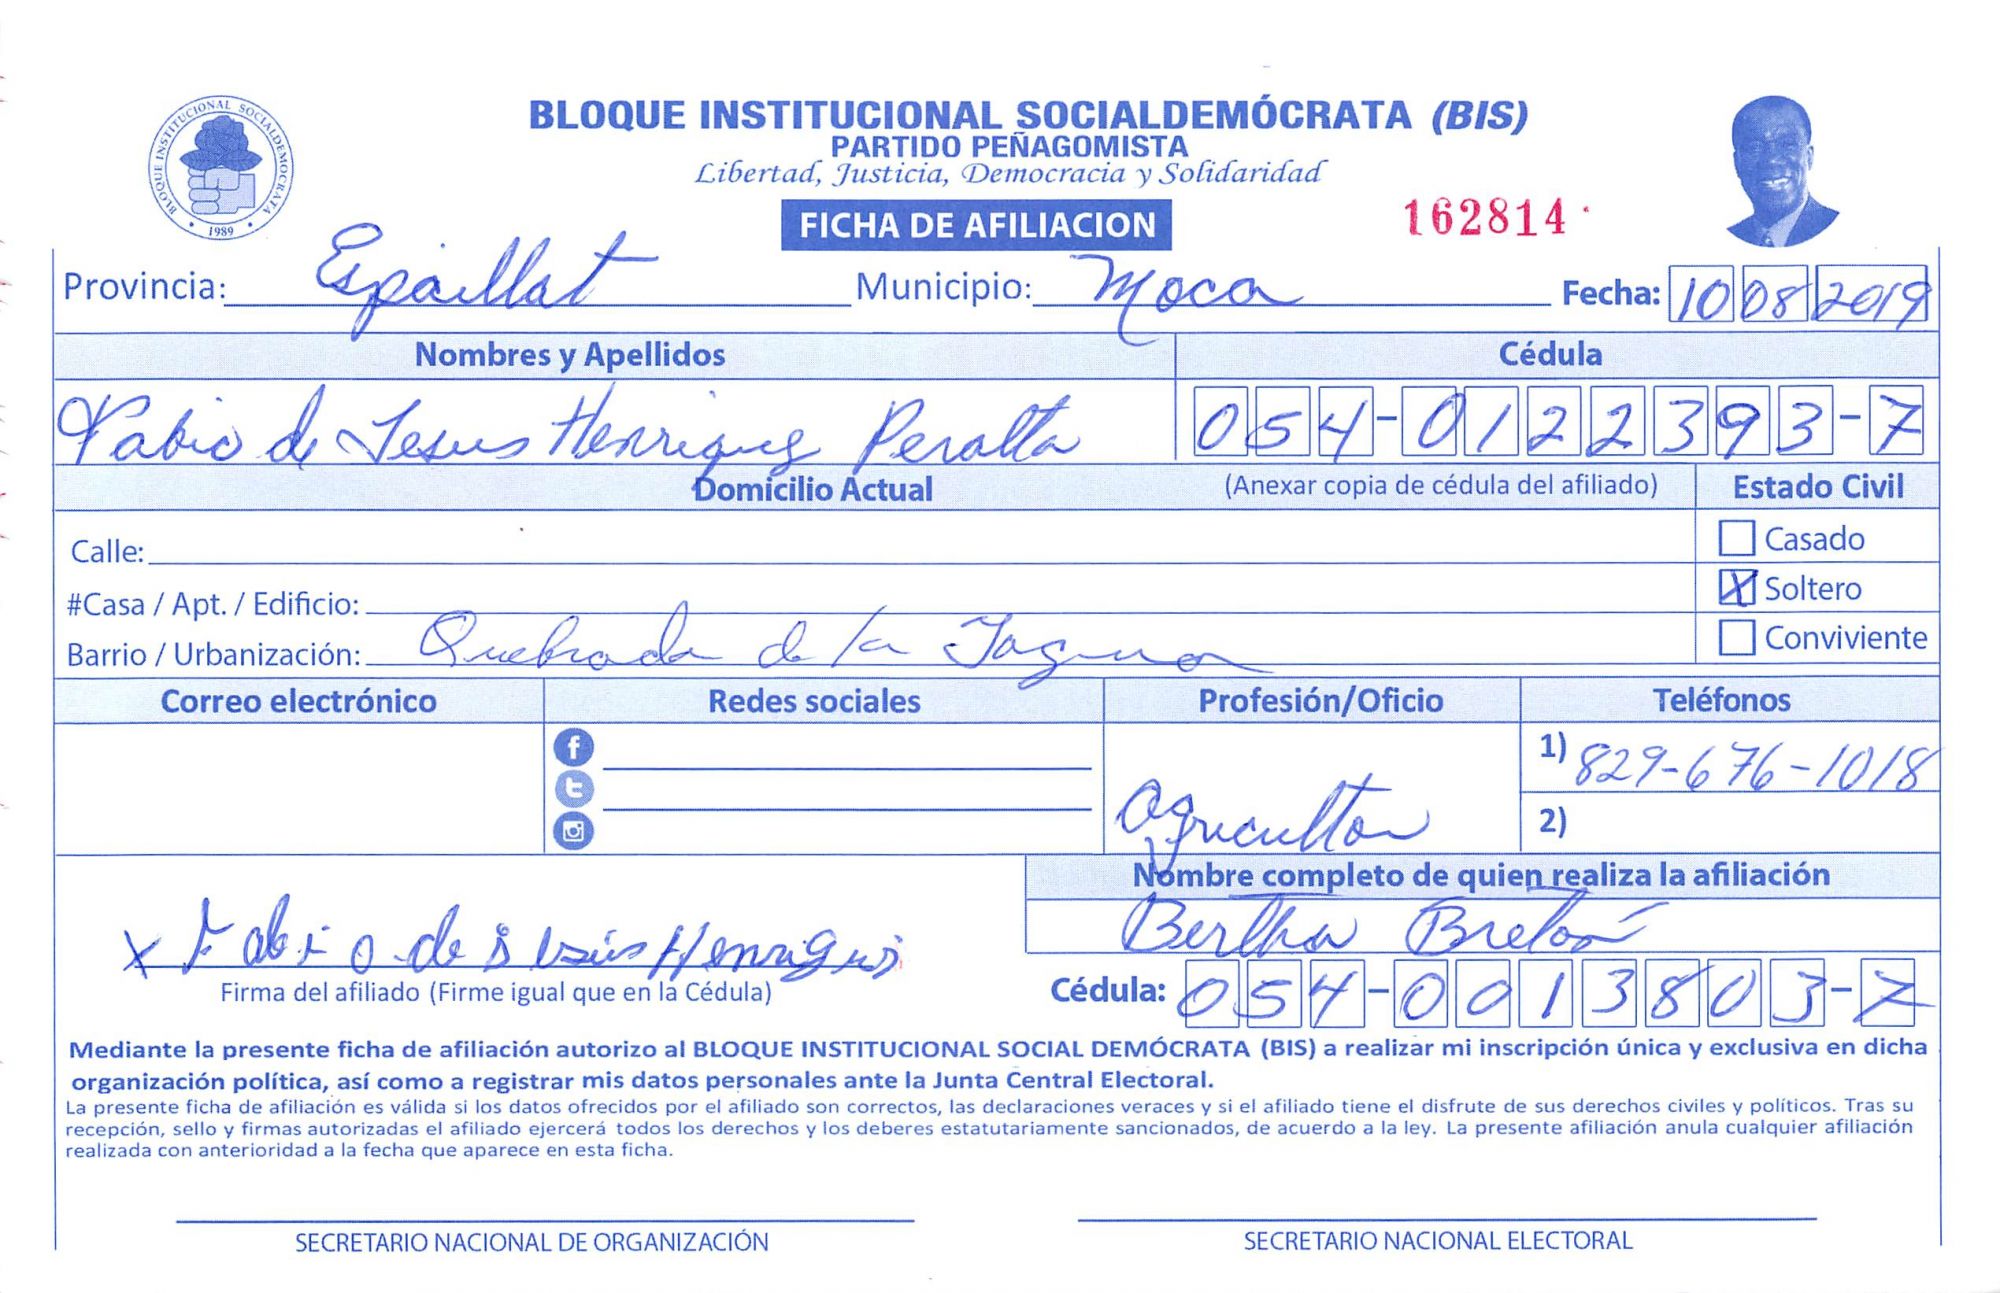 BLOQUE INSTITUCIONAL SOCIALDEMOCRATA
1989
BLOQUE INSTITUCIONAL SOCIALDEMÓCRATA (BIS)
PARTIDO PEÑAGOMISTA
Libertad, Justicia, Democracia y Solidaridad
FICHA DE AFILIACION
162814
Provincia: Espaillat Municipio: Moca Fecha: 10 08 2019
Nombres y Apellidos Cédula
Fabio de Jesus Henriquez Peralta 054-0122393-7
Domicilio Actual (Anexar copia de cédula del afiliado) Estado Civil
Calle: Casado
#Casa / Apt. / Edificio: X Soltero
Barrio / Urbanización: Quebrada de la Jagua Conviviente
Correo electrónico Redes sociales Profesión/Oficio Teléfonos
1) 829-676-1018
Agricultor 2)
Nombre completo de quien realiza la afiliación
X Fabio de Jesús Henriquez Bertha Bretón
Firma del afiliado (Firme igual que en la Cédula) Cédula: 054-0013803-7
Mediante la presente ficha de afiliación autorizo al BLOQUE INSTITUCIONAL SOCIAL DEMÓCRATA (BIS) a realizar mi inscripción única y exclusiva en dicha
organización política, así como a registrar mis datos personales ante la Junta Central Electoral.
La presente ficha de afiliación es válida si los datos ofrecidos por el afiliado son correctos, las declaraciones veraces y si el afiliado tiene el disfrute de sus derechos civiles y políticos. Tras su
recepción, sello y firmas autorizadas el afiliado ejercerá todos los derechos y los deberes estatutariamente sancionados, de acuerdo a la ley. La presente afiliación anula cualquier afiliación
realizada con anterioridad a la fecha que aparece en esta ficha.
SECRETARIO NACIONAL DE ORGANIZACIÓN SECRETARIO NACIONAL ELECTORAL